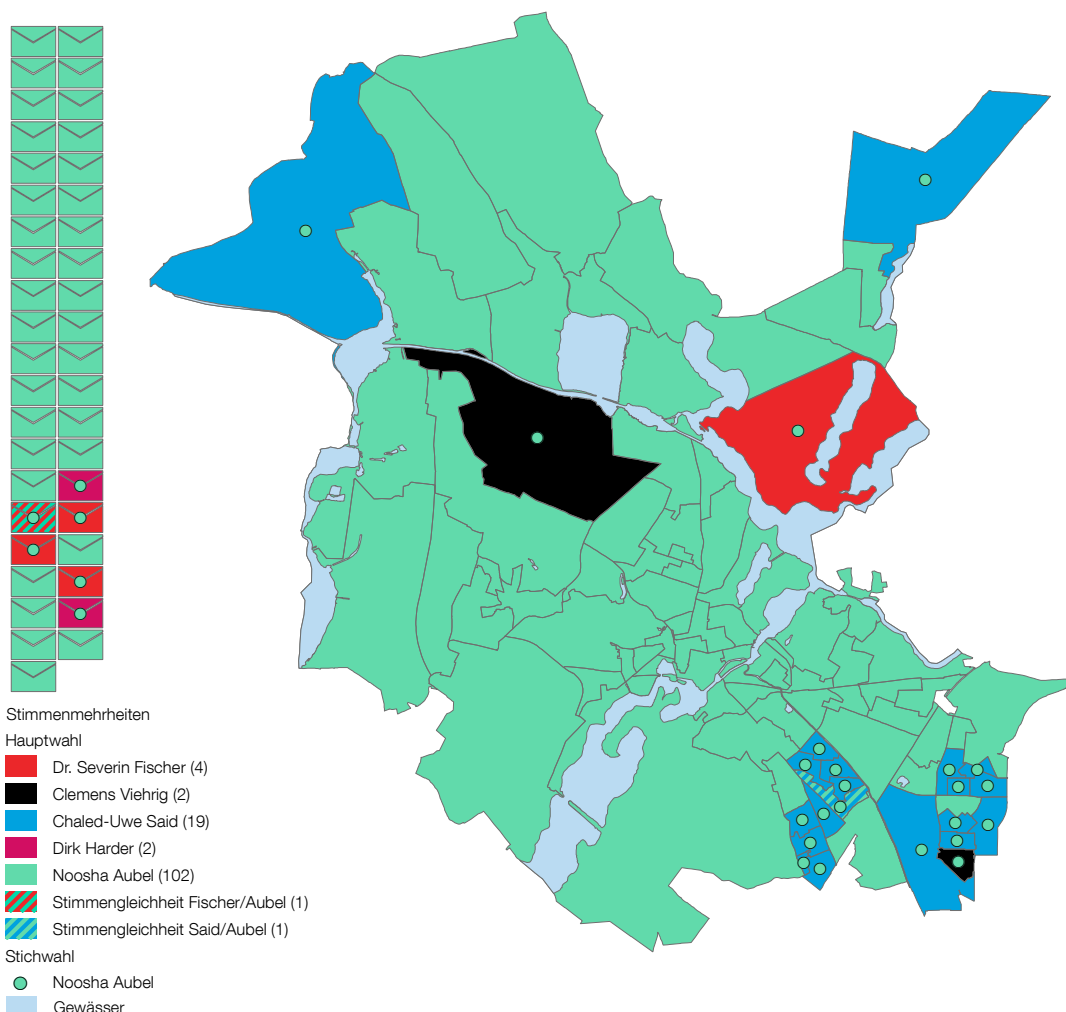 Stimmenmehrheiten
Hauptwahl
Dr. Severin Fischer (4)
Clemens Viehrig (2)
Chaled-Uwe Said (19)
Dirk Harder (2)
Noosha Aubel (102)
Stimmengleichheit Fischer/Aubel (1)
Stimmengleichheit Said/Aubel (1)
Stichwahl
Noosha Aubel
Gewässer